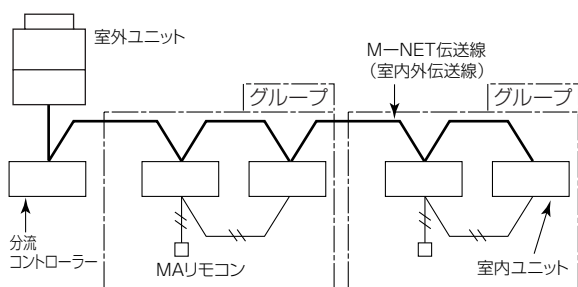 室外ユニット
M－NET伝送線
（室内外伝送線）
グループ
グループ
分流
コントローラー
MAリモコン
室内ユニット